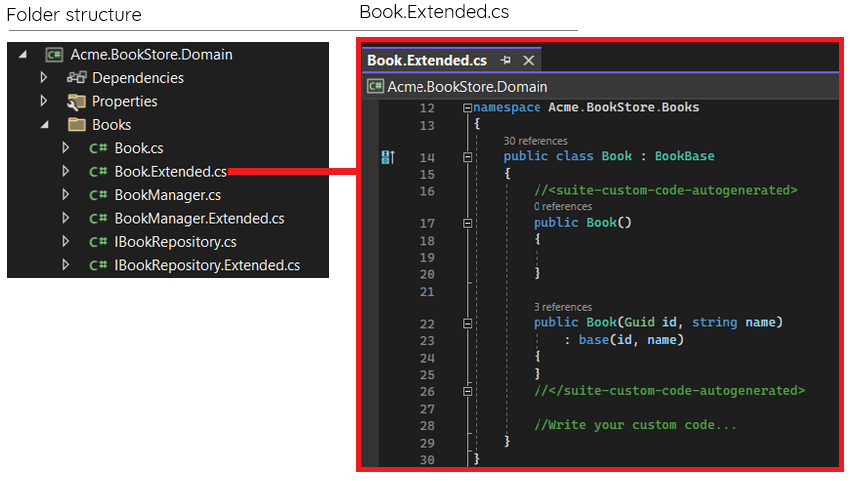 Folder structure
Book.Extended.cs
C# Acme.BookStore.Domain
Dependencies
Properties
Books
C# Book.cs
C# Book.Extended.cs
C# BookManager.cs
C# BookManager.Extended.cs
C# IBookRepository.cs
C# IBookRepository.Extended.cs
Book.Extended.cs
C# Acme.BookStore.Domain
12 namespace Acme.BookStore.Books
13 {
30 references
14 public class Book : BookBase
15 {
16 //<suite-custom-code-autogenerated>
0 references
17 public Book()
18 {
19
20 }
21
3 references
22 public Book(Guid id, string name)
23 : base(id, name)
24 {
25 }
26 //</suite-custom-code-autogenerated>
27
28 //Write your custom code...
29 }
30 }